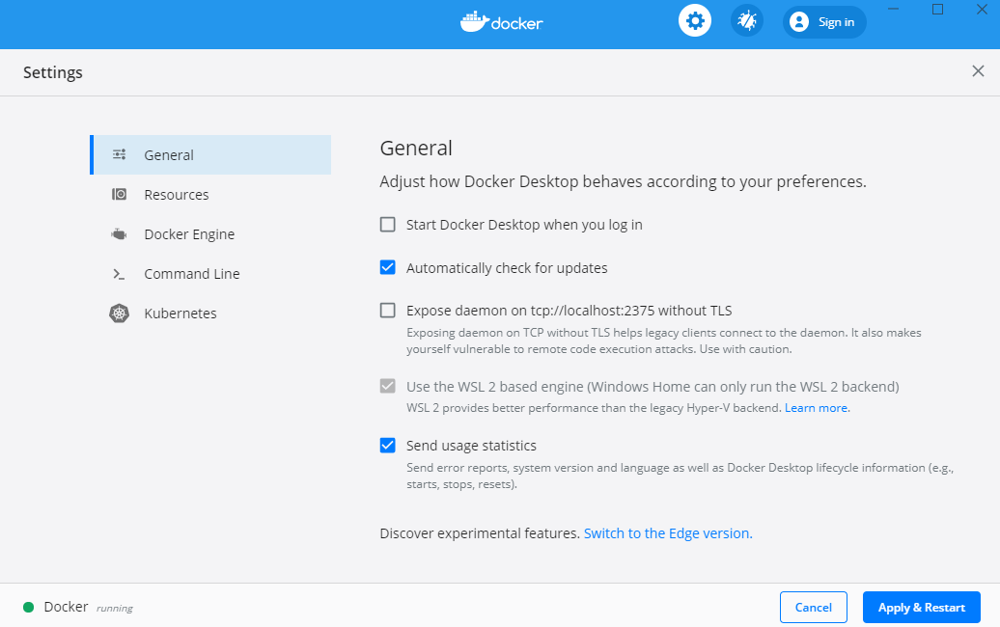 docker
Sign in
Settings
General
Resources
Docker Engine
Command Line
Kubernetes
General
Adjust how Docker Desktop behaves according to your preferences.
Start Docker Desktop when you log in
Automatically check for updates
Expose daemon on tcp://localhost:2375 without TLS
Exposing daemon on TCP without TLS helps legacy clients connect to the daemon. It also makes
yourself vulnerable to remote code execution attacks. Use with caution.
Use the WSL 2 based engine (Windows Home can only run the WSL 2 backend)
WSL 2 provides better performance than the legacy Hyper-V backend. Learn more.
Send usage statistics
Send error reports, system version and language as well as Docker Desktop lifecycle information (e.g.,
starts, stops, resets).
Discover experimental features. Switch to the Edge version.
Docker running
Cancel
Apply & Restart